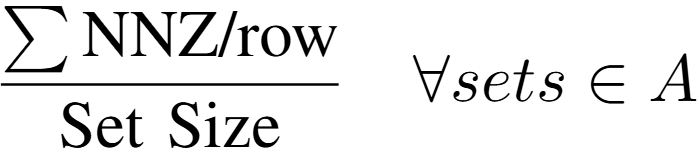 ∑ NNZ/row
Set Size
∀sets ∈ A